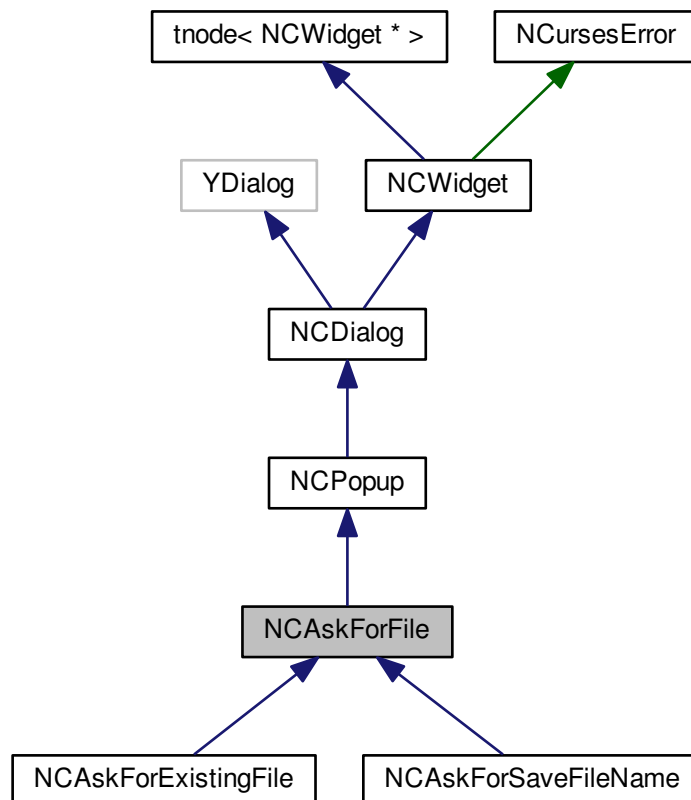 tnode< NCWidget * >
NCursesError
YDialog
NCWidget
NCDialog
NCPopup
NCAskForFile
NCAskForExistingFile
NCAskForSaveFileName